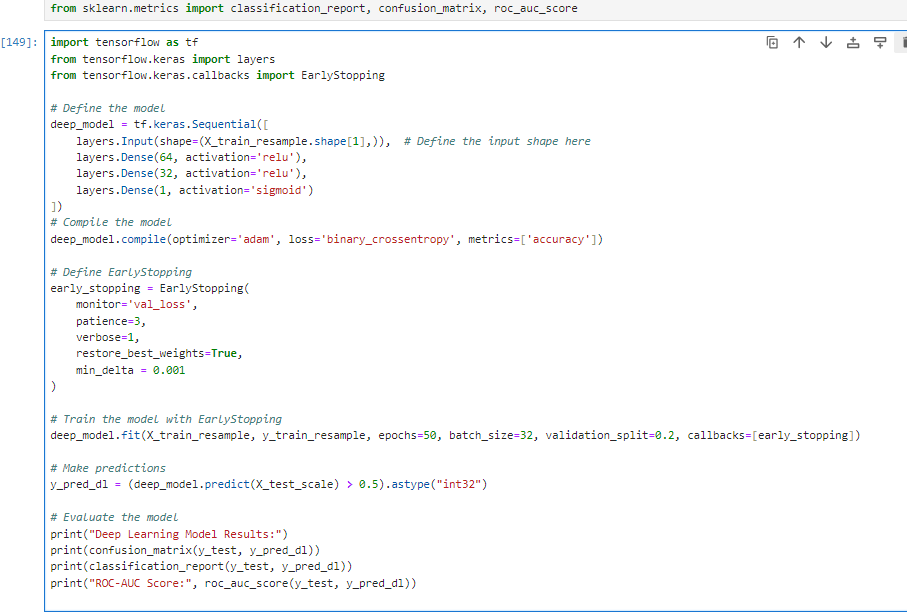 from sklearn.metrics import classification_report, confusion_matrix, roc_auc_score
[149]:
import tensorflow as tf
from tensorflow.keras import layers
from tensorflow.keras.callbacks import EarlyStopping
# Define the model
deep_model = tf.keras.Sequential([
    layers.Input(shape=(X_train_resample.shape[1],)),  # Define the input shape here
    layers.Dense(64, activation='relu'),
    layers.Dense(32, activation='relu'),
    layers.Dense(1, activation='sigmoid')
])
# Compile the model
deep_model.compile(optimizer='adam', loss='binary_crossentropy', metrics=['accuracy'])
# Define EarlyStopping
early_stopping = EarlyStopping(
    monitor='val_loss',
    patience=3,
    verbose=1,
    restore_best_weights=True,
    min_delta = 0.001
)
# Train the model with EarlyStopping
deep_model.fit(X_train_resample, y_train_resample, epochs=50, batch_size=32, validation_split=0.2, callbacks=[early_stopping])
# Make predictions
y_pred_dl = (deep_model.predict(X_test_scale) > 0.5).astype("int32")
# Evaluate the model
print("Deep Learning Model Results:")
print(confusion_matrix(y_test, y_pred_dl))
print(classification_report(y_test, y_pred_dl))
print("ROC-AUC Score:", roc_auc_score(y_test, y_pred_dl))